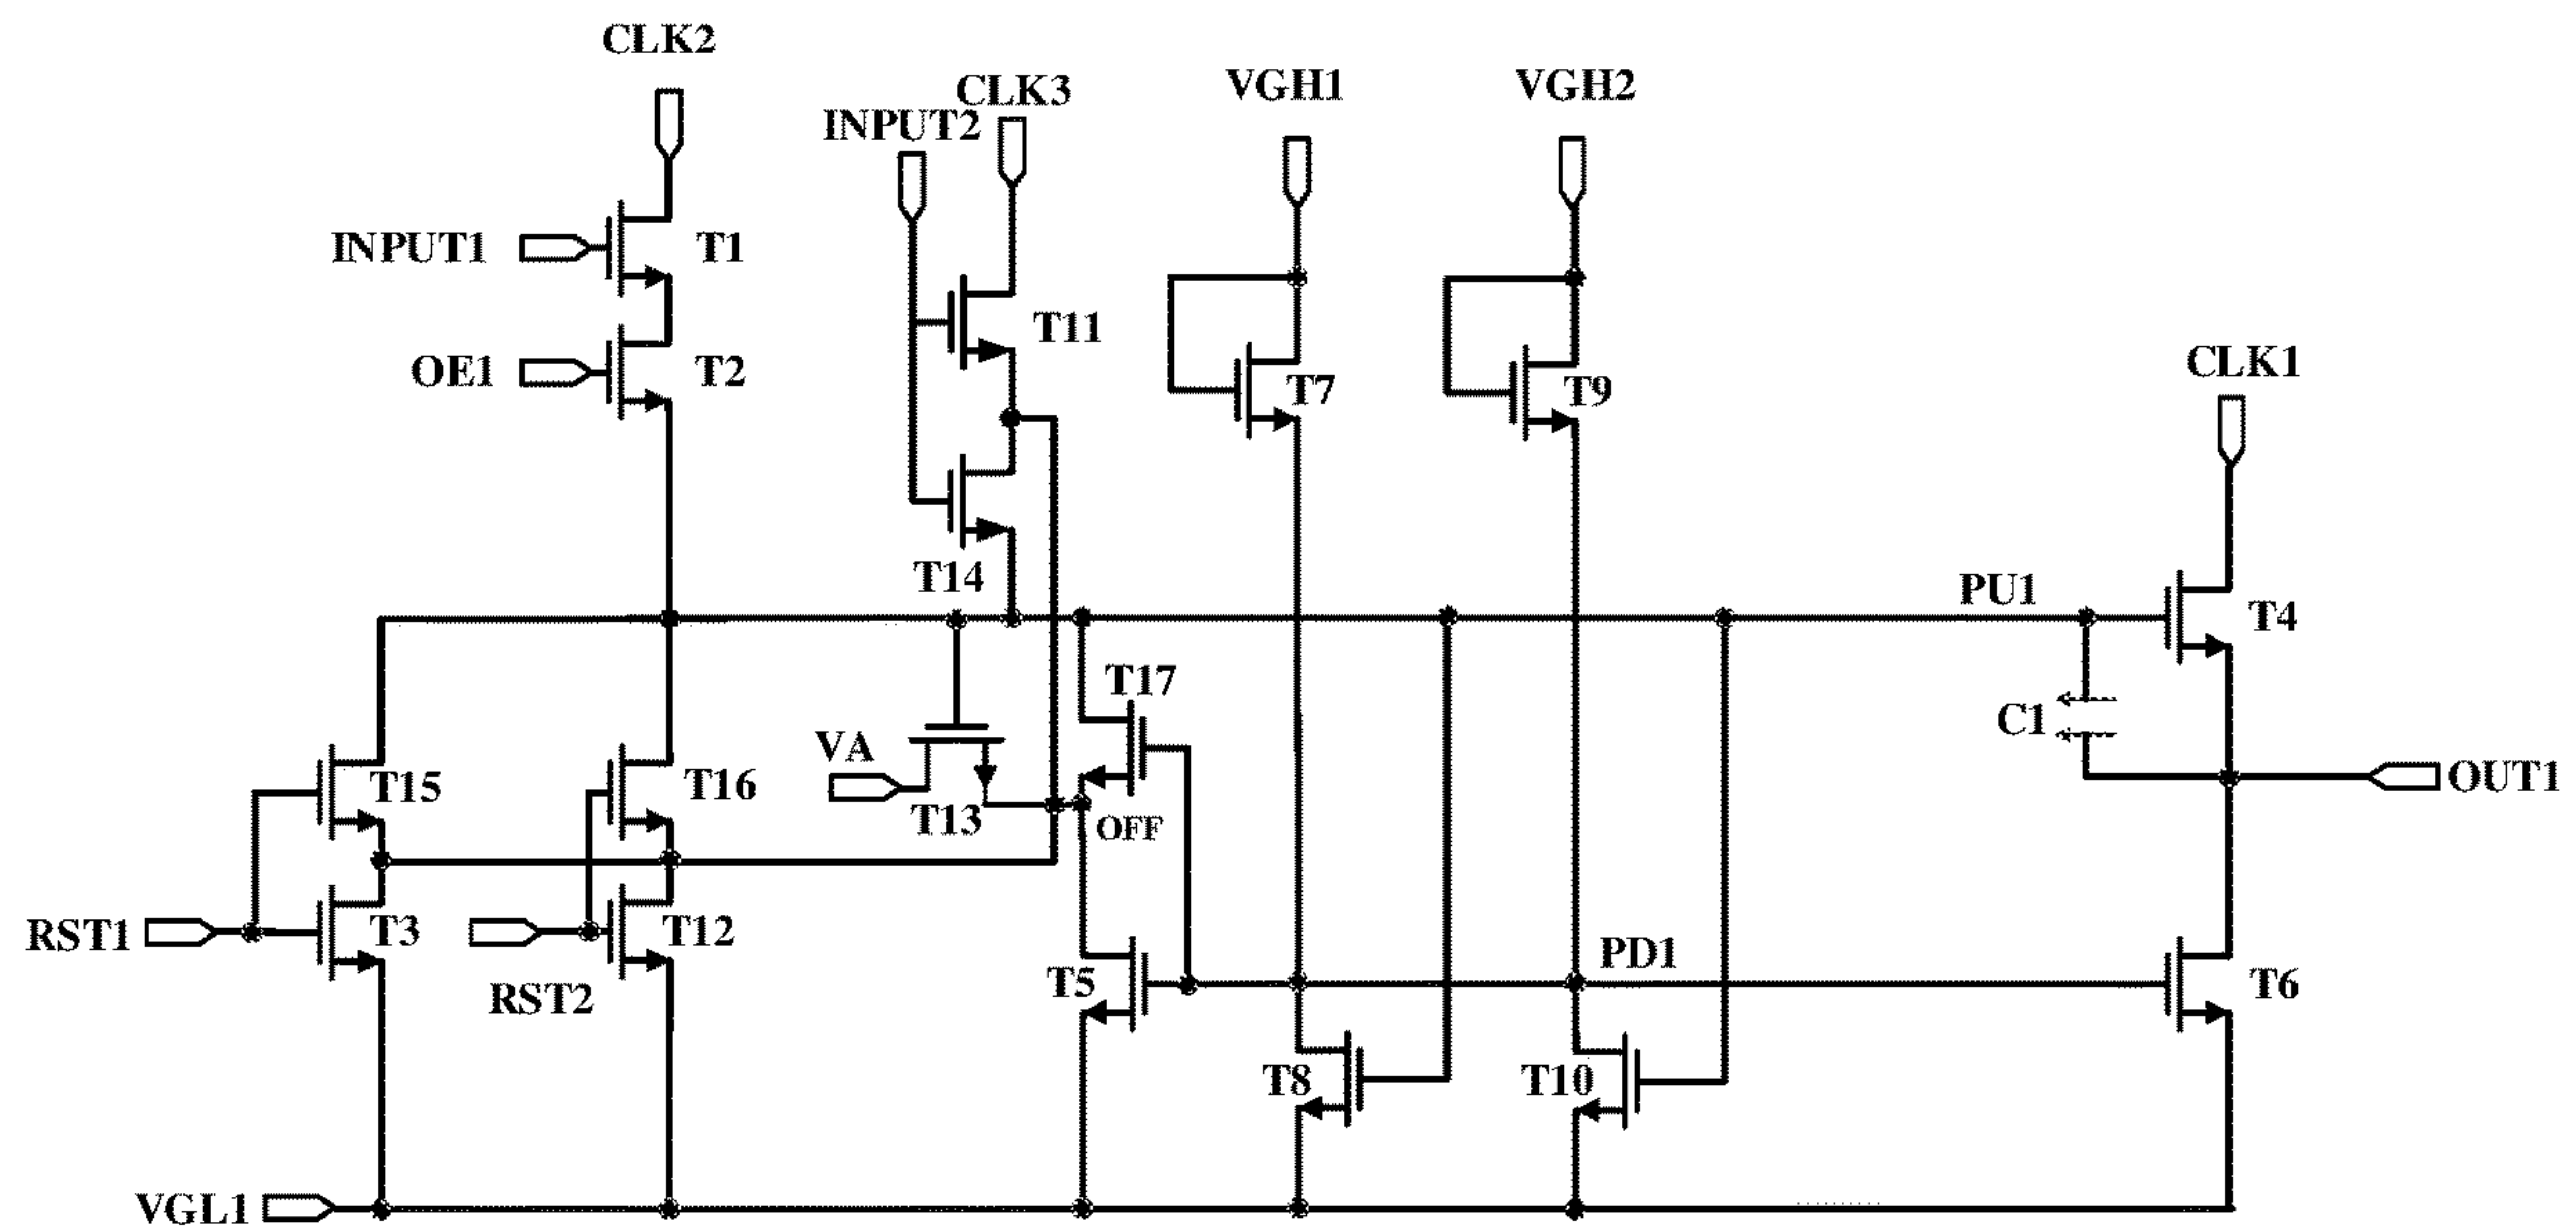 CLK2
CLK3
VGH1
VGH2
INPUT2
INPUT1
T1
T11
OE1
T2
T7
T9
CLK1
T14
PU1
T4
T17
C1
VA
T15
T16
T13
OFF
OUT1
RST1
T3
T12
PD1
RST2
T5
T6
T8
T10
VGL1